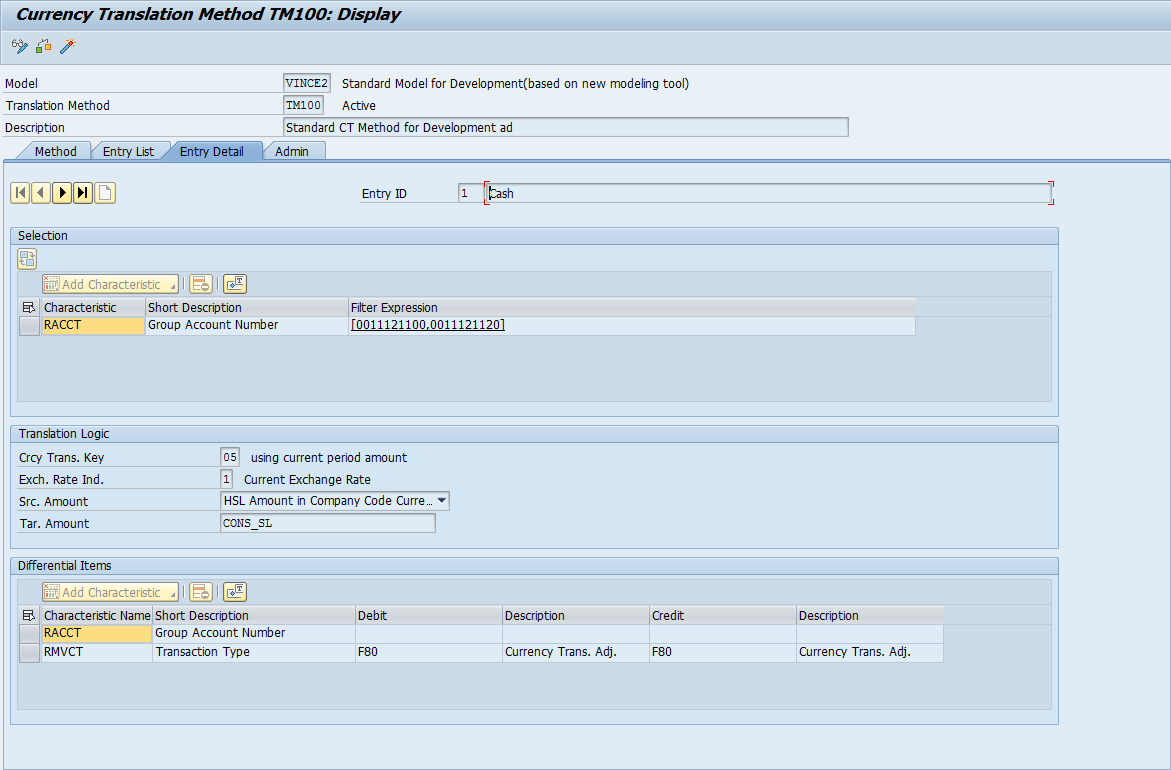 Currency Translation Method TM100: Display
Model VINCE2 Standard Model for Development(based on new modeling tool)
Translation Method TM100 Active
Description Standard CT Method for Development ad
Method Entry List Entry Detail Admin
Entry ID 1 Cash
Selection
Add Characteristic
Characteristic Short Description Filter Expression
RACCT Group Account Number [0011121100,0011121120]
Translation Logic
Crcy Trans. Key 05 using current period amount
Exch. Rate Ind. 1 Current Exchange Rate
Src. Amount HSL Amount in Company Code Curre...
Tar. Amount CONS_SL
Differential Items
Add Characteristic
Characteristic Name Short Description Debit Description Credit Description
RACCT Group Account Number
RMVCT Transaction Type F80 Currency Trans. Adj. F80 Currency Trans. Adj.